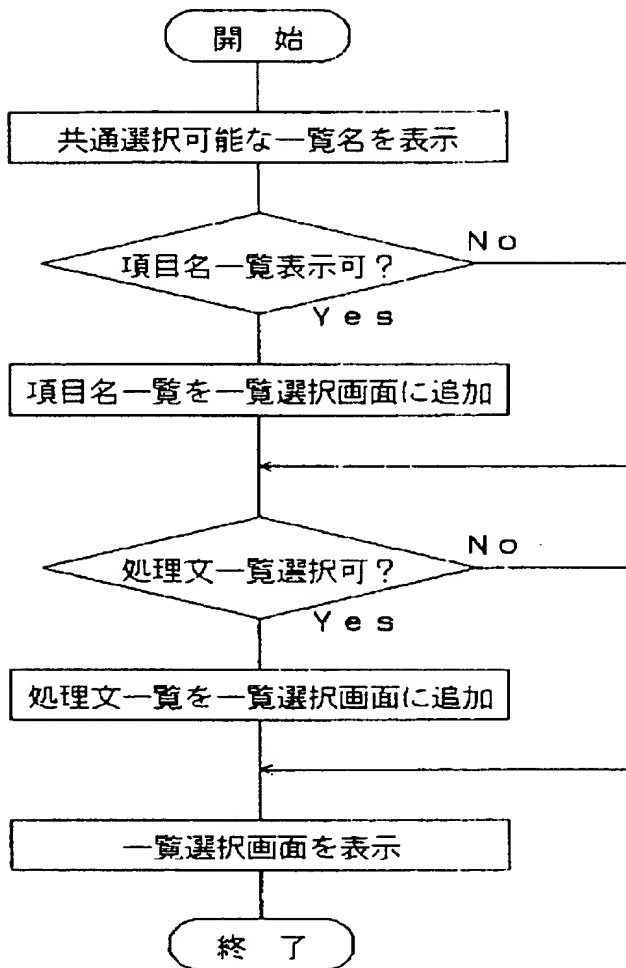 開 始
共通選択可能な一覧名を表示
項目名一覧表示可？
No
Yes
項目名一覧を一覧選択画面に追加
処理文一覧選択可？
No
Yes
処理文一覧を一覧選択画面に追加
一覧選択画面を表示
終 了